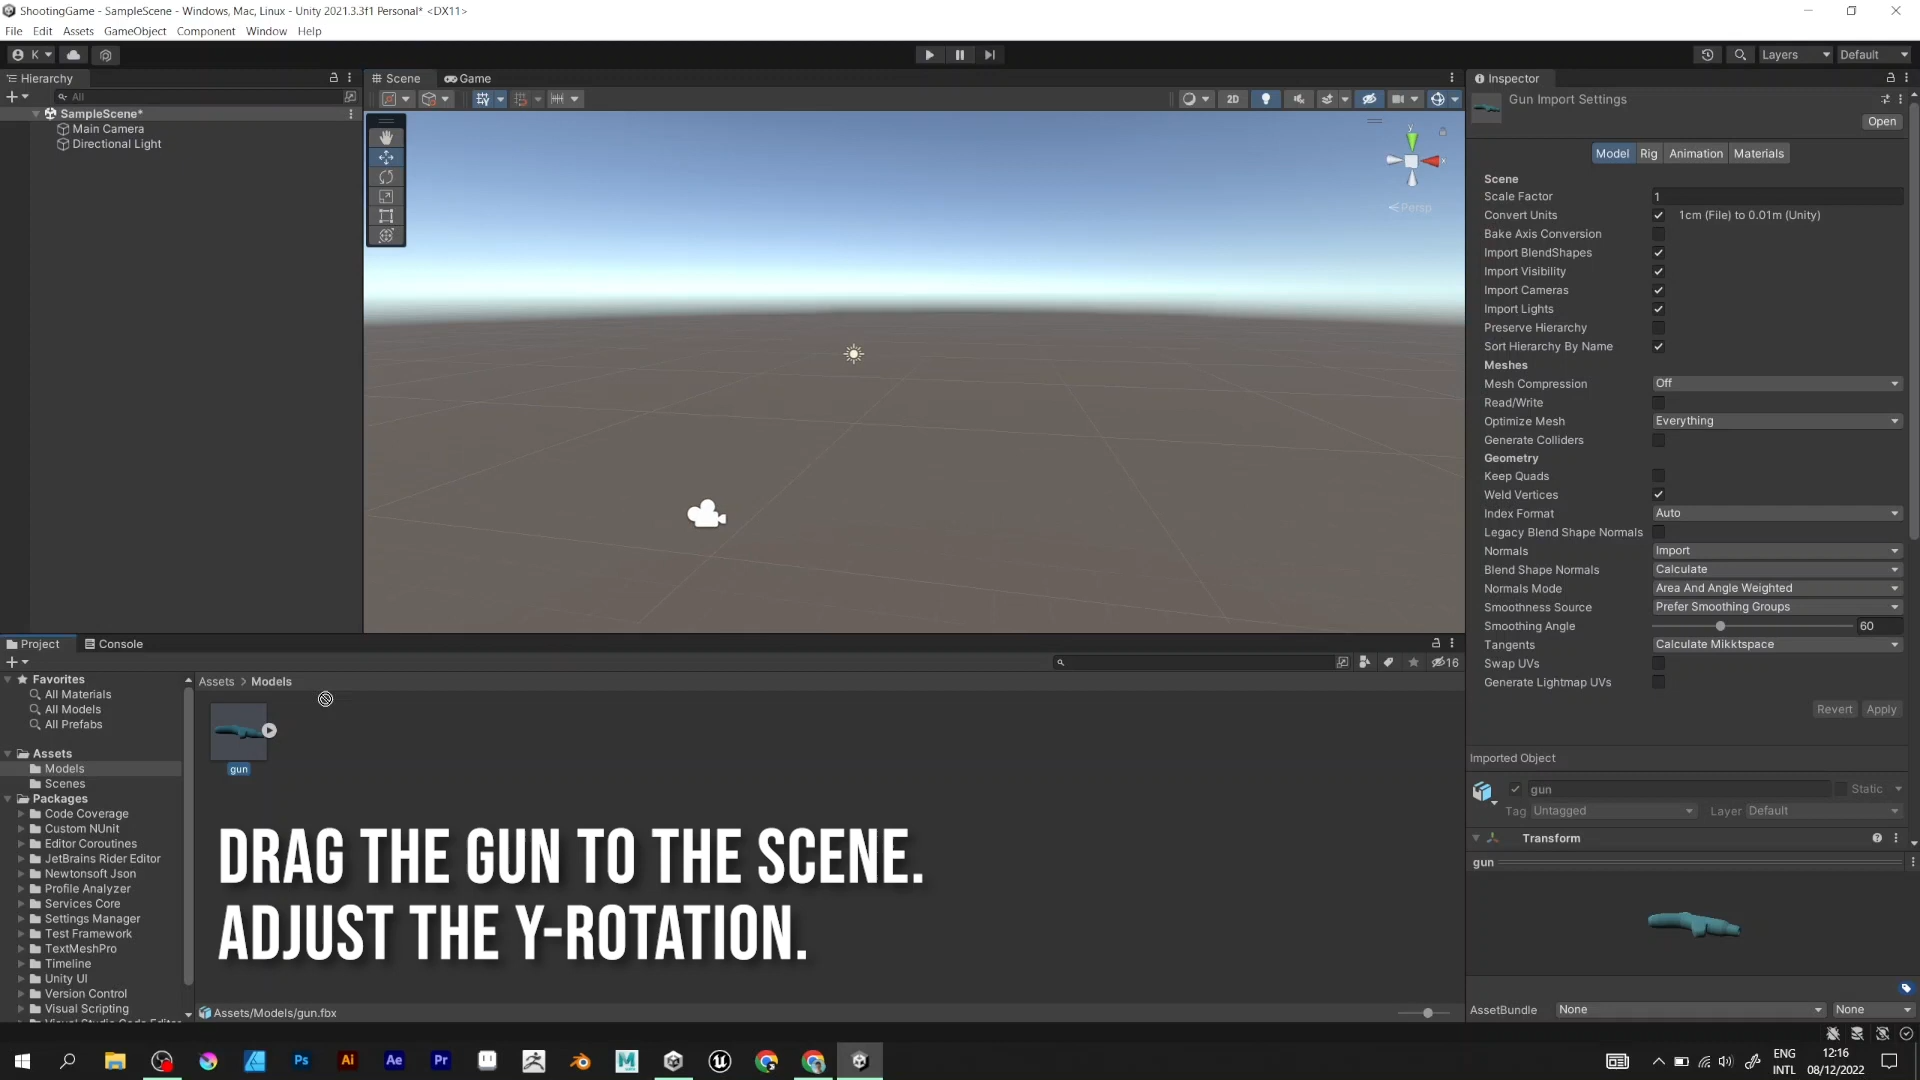 ShootingGame - SampleScene - Windows, Mac, Linux - Unity 2021.3.3f1 Personal* <DX11>
File Edit Assets GameObject Component Window Help
K
Layers
Default
Hierarchy
All
SampleScene*
Main Camera
Directional Light
Scene
Game
2D
y
x
Persp
Inspector
Gun Import Settings
Open
Model Rig Animation Materials
Scene
Scale Factor 1
Convert Units 1cm (File) to 0.01m (Unity)
Bake Axis Conversion
Import BlendShapes
Import Visibility
Import Cameras
Import Lights
Preserve Hierarchy
Sort Hierarchy By Name
Meshes
Mesh Compression Off
Read/Write
Optimize Mesh Everything
Generate Colliders
Geometry
Keep Quads
Weld Vertices
Index Format Auto
Legacy Blend Shape Normals
Normals Import
Blend Shape Normals Calculate
Normals Mode Area And Angle Weighted
Smoothness Source Prefer Smoothing Groups
Smoothing Angle 60
Tangents Calculate Mikktspace
Swap UVs
Generate Lightmap UVs
Revert Apply
Imported Object
gun Static
Tag Untagged Layer Default
Transform
gun
AssetBundle None None
Project
Console
16
Favorites
All Materials
All Models
All Prefabs
Assets
Models
Scenes
Packages
Code Coverage
Custom NUnit
Editor Coroutines
JetBrains Rider Editor
Newtonsoft Json
Profile Analyzer
Services Core
Settings Manager
Test Framework
TextMeshPro
Timeline
Unity UI
Version Control
Visual Scripting
Assets > Models
gun
DRAG THE GUN TO THE SCENE.
ADJUST THE Y-ROTATION.
Assets/Models/gun.fbx
Ps Ai Ae Pr
ENG
INTL
12:16
08/12/2022